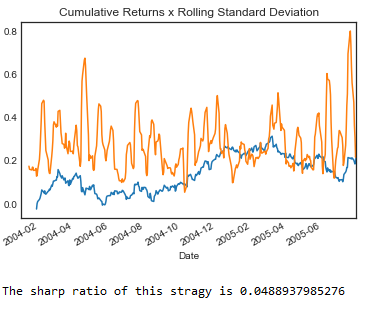 Cumulative Returns x Rolling Standard Deviation
0.8
0.6
0.4
0.2
0.0
2004-02 2004-04 2004-06 2004-08 2004-10 2004-12 2005-02 2005-04 2005-06
Date
The sharp ratio of this stragy is 0.0488937985276